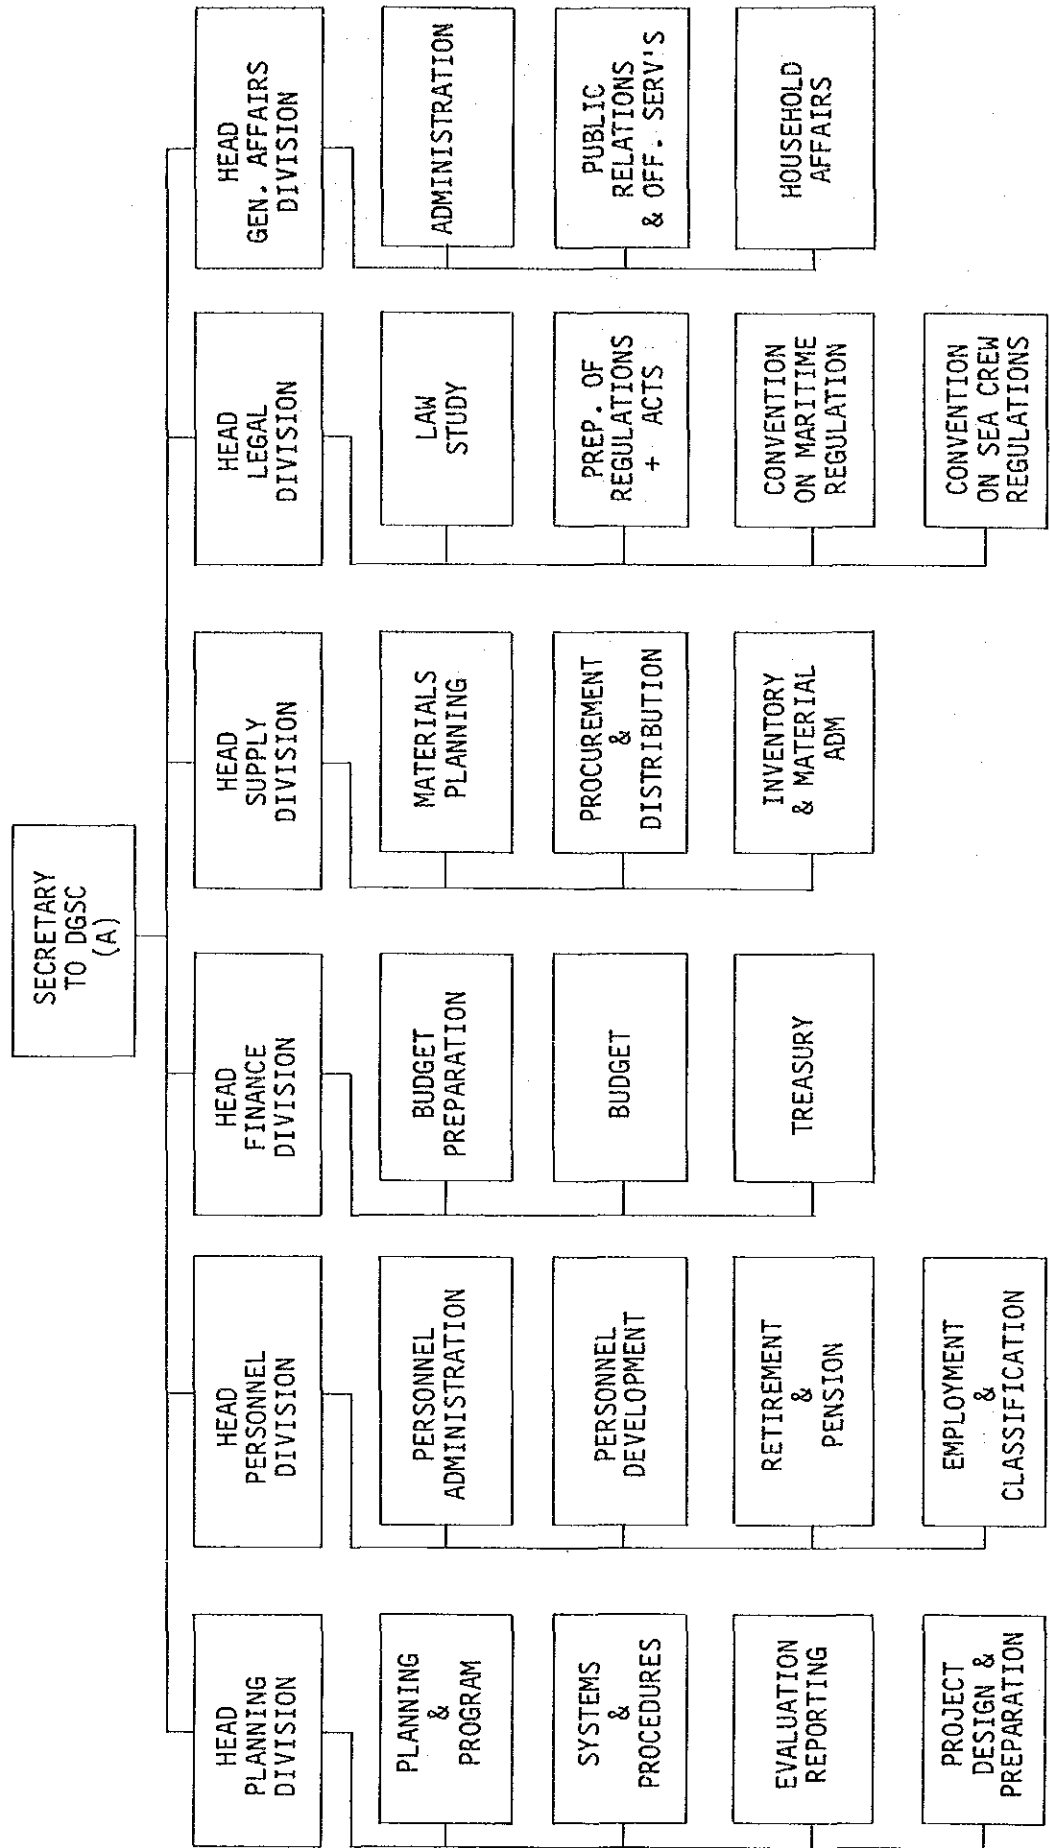 SECRETARY
TO DGSC
(A)
HEAD
PLANNING
DIVISION
PLANNING
&
PROGRAM
SYSTEMS
&
PROCEDURES
EVALUATION
REPORTING
PROJECT
DESIGN &
PREPARATION
HEAD
PERSONNEL
DIVISION
PERSONNEL
ADMINISTRATION
PERSONNEL
DEVELOPMENT
RETIREMENT
&
PENSION
EMPLOYMENT
&
CLASSIFICATION
HEAD
FINANCE
DIVISION
BUDGET
PREPARATION
BUDGET
TREASURY
HEAD
SUPPLY
DIVISION
MATERIALS
PLANNING
PROCUREMENT
&
DISTRIBUTION
INVENTORY
& MATERIAL
ADM
HEAD
LEGAL
DIVISION
LAW
STUDY
PREP. OF
REGULATIONS
+ ACTS
CONVENTION
ON MARITIME
REGULATION
CONVENTION
ON SEA CREW
REGULATIONS
HEAD
GEN. AFFAIRS
DIVISION
ADMINISTRATION
PUBLIC
RELATIONS
& OFF. SERV'S
HOUSEHOLD
AFFAIRS